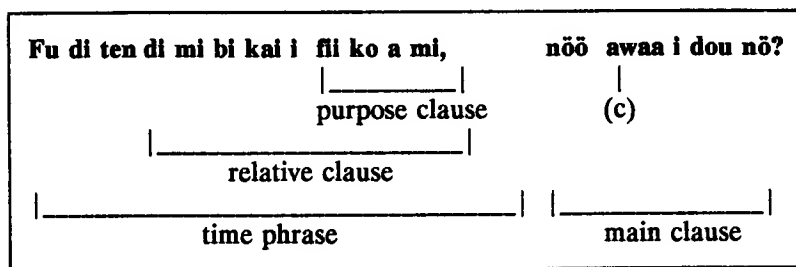 Fu di ten di mi bi kai i fii ko a mi, nöö awaa i dou nö?
purpose clause (c)
relative clause
time phrase main clause